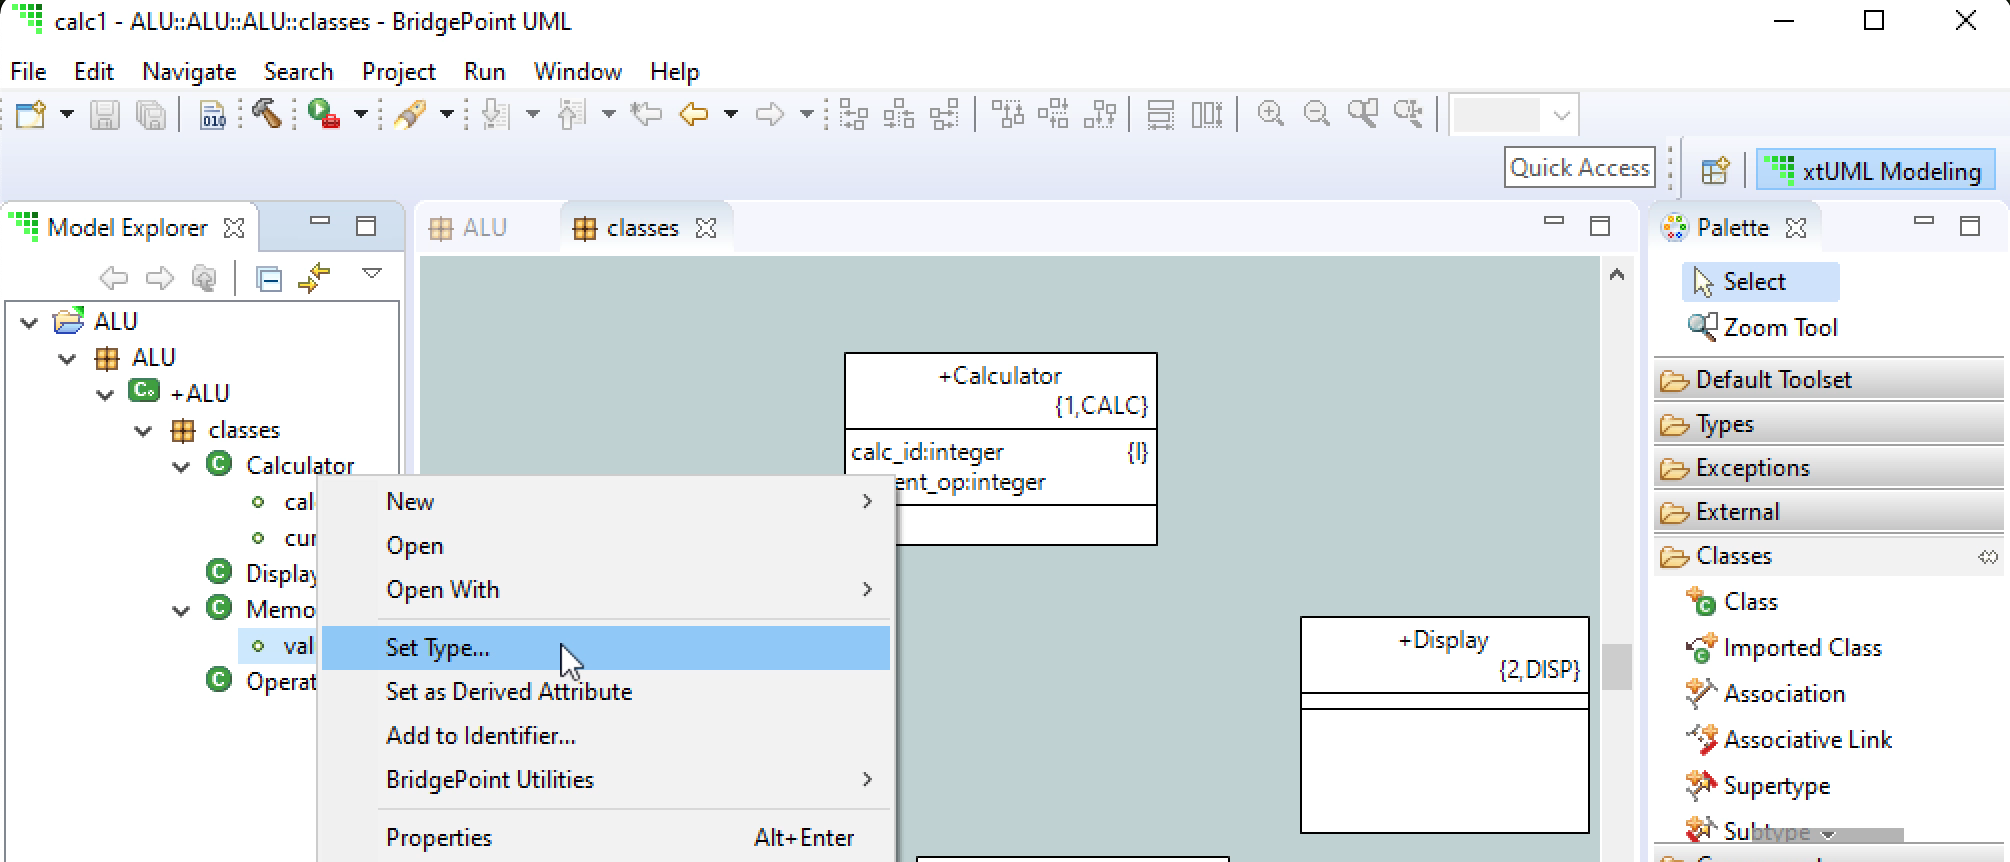 calc1 - ALU::ALU::ALU::classes - BridgePoint UML
File Edit Navigate Search Project Run Window Help
010
Quick Access
xtUML Modeling
Model Explorer
ALU
classes
Palette
ALU
ALU
+ALU
classes
Calculator
cal
cur
Display
Memo
val
Operat
New
Open
Open With
Set Type...
Set as Derived Attribute
Add to Identifier...
BridgePoint Utilities
Properties Alt+Enter
+Calculator
{1,CALC}
calc_id:integer {I}
ent_op:integer
+Display
{2,DISP}
Select
Zoom Tool
Default Toolset
Types
Exceptions
External
Classes
Class
Imported Class
Association
Associative Link
Supertype
Subtype